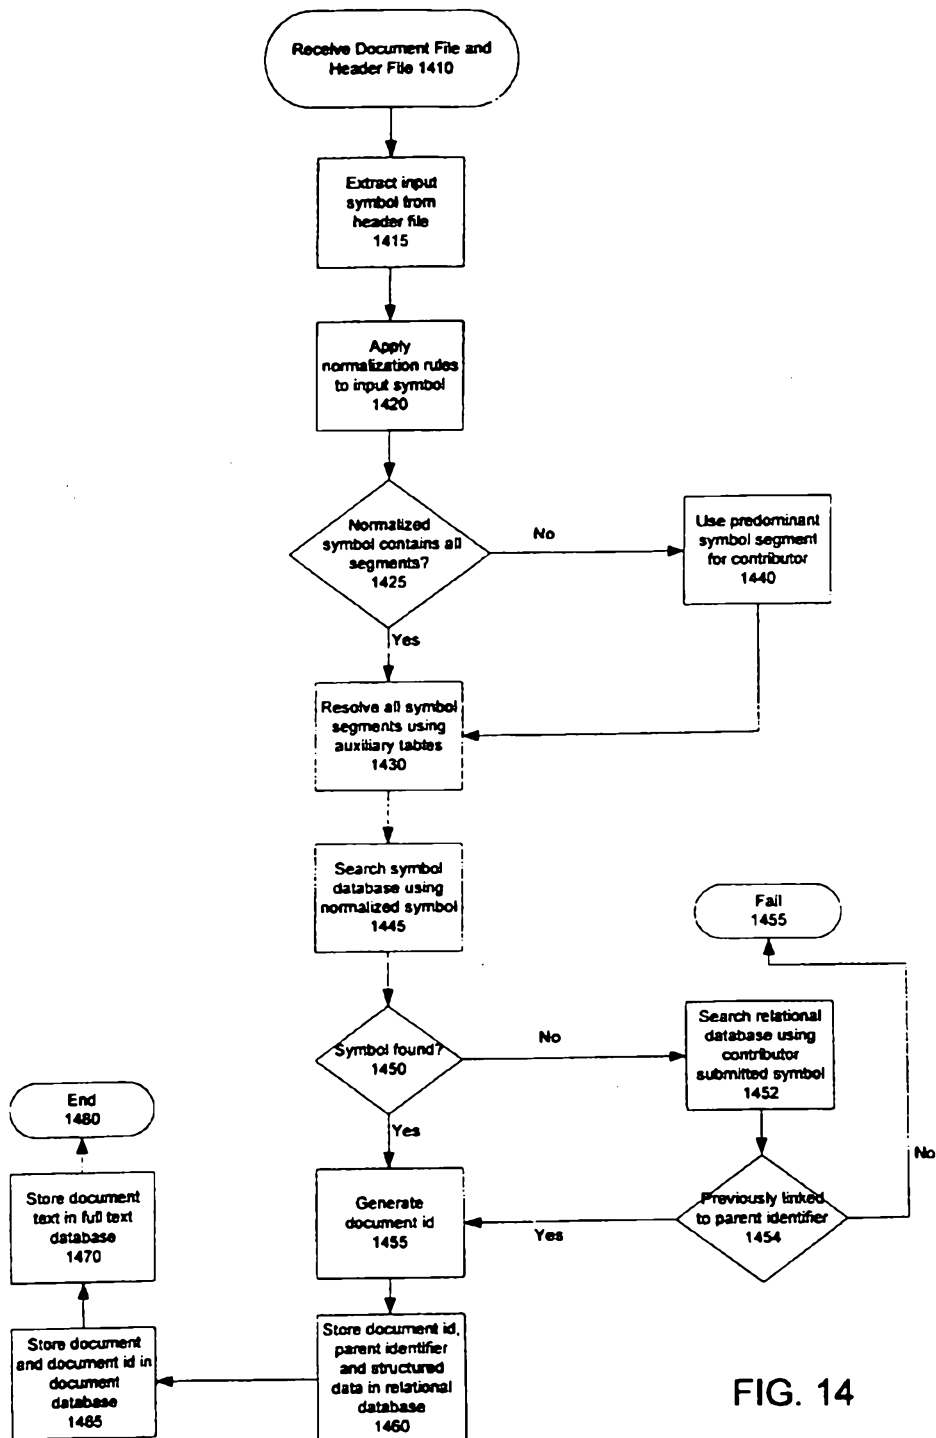 Receive Document File and
Header File 1410
Extract input
symbol from
header file
1415
Apply
normalization rules
to input symbol
1420
Normalized
symbol contains all
segments?
1425
No
Use predominant
symbol segment
for contributor
1440
Yes
Resolve all symbol
segments using
auxiliary tables
1430
Search symbol
database using
normalized symbol
1445
Fail
1455
Symbol found?
1450
No
Search relational
database using
contributor
submitted symbol
1452
Yes
No
End
1480
Previously linked
to parent identifier
1454
Yes
Generate
document id
1455
Store document
text in full text
database
1470
Store document id,
parent identifier
and structured
data in relational
database
1460
Store document
and document id in
document
database
1465
FIG. 14